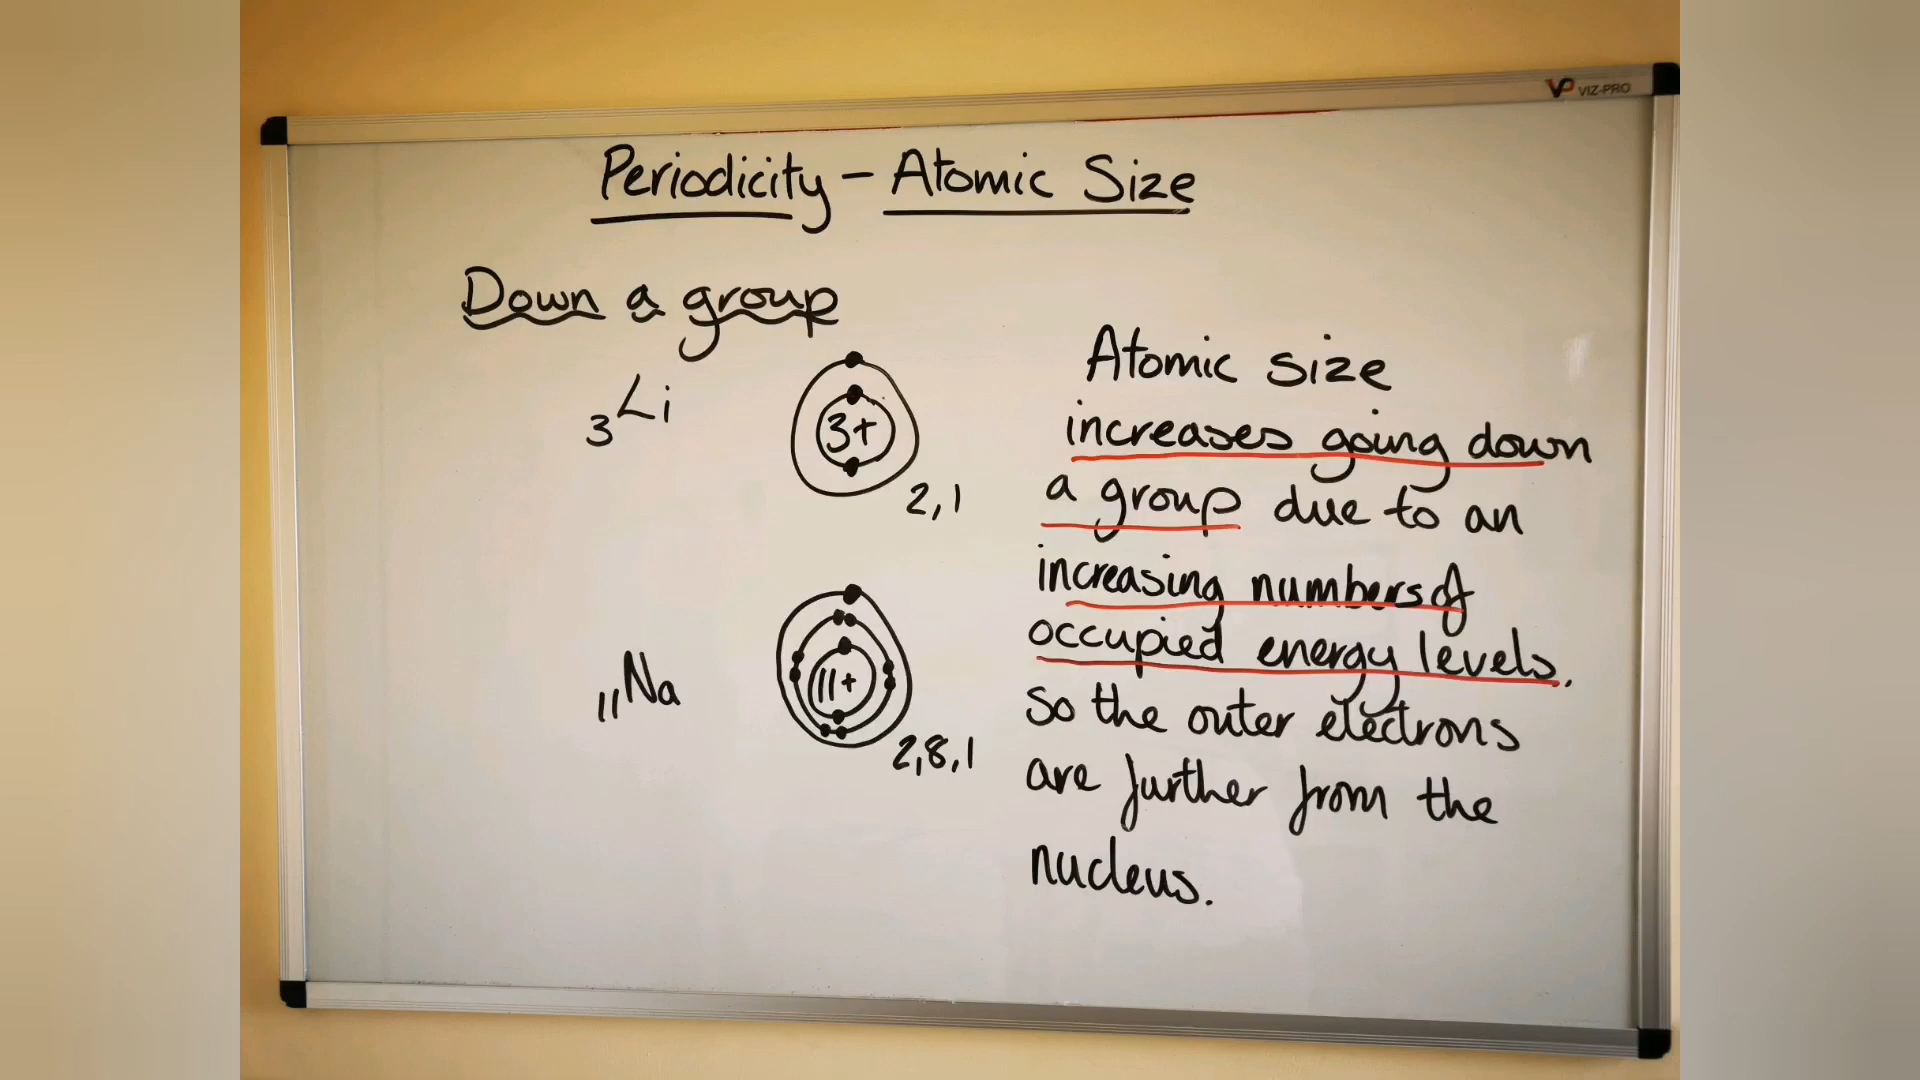 VP VIZ-PRO
Periodicity - Atomic Size
Down a group
3Li
3+
2,1
11Na
11+
2,8,1
Atomic size
increases going down
a group due to an
increasing numbers of
occupied energy levels.
So the outer electrons
are further from the
nucleus.